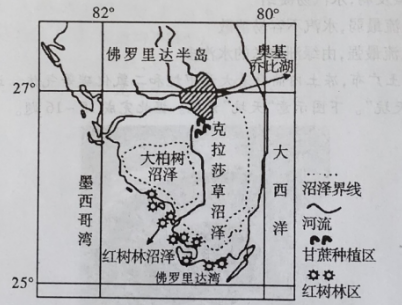 82°
80°
佛罗里达半岛
奥基
乔比湖
27°
克拉莎草沼泽
大柏树
沼泽
大西洋
墨西哥湾
红树林沼泽
佛罗里达湾
25°
沼泽界线
河流
甘蔗种植区
红树林区